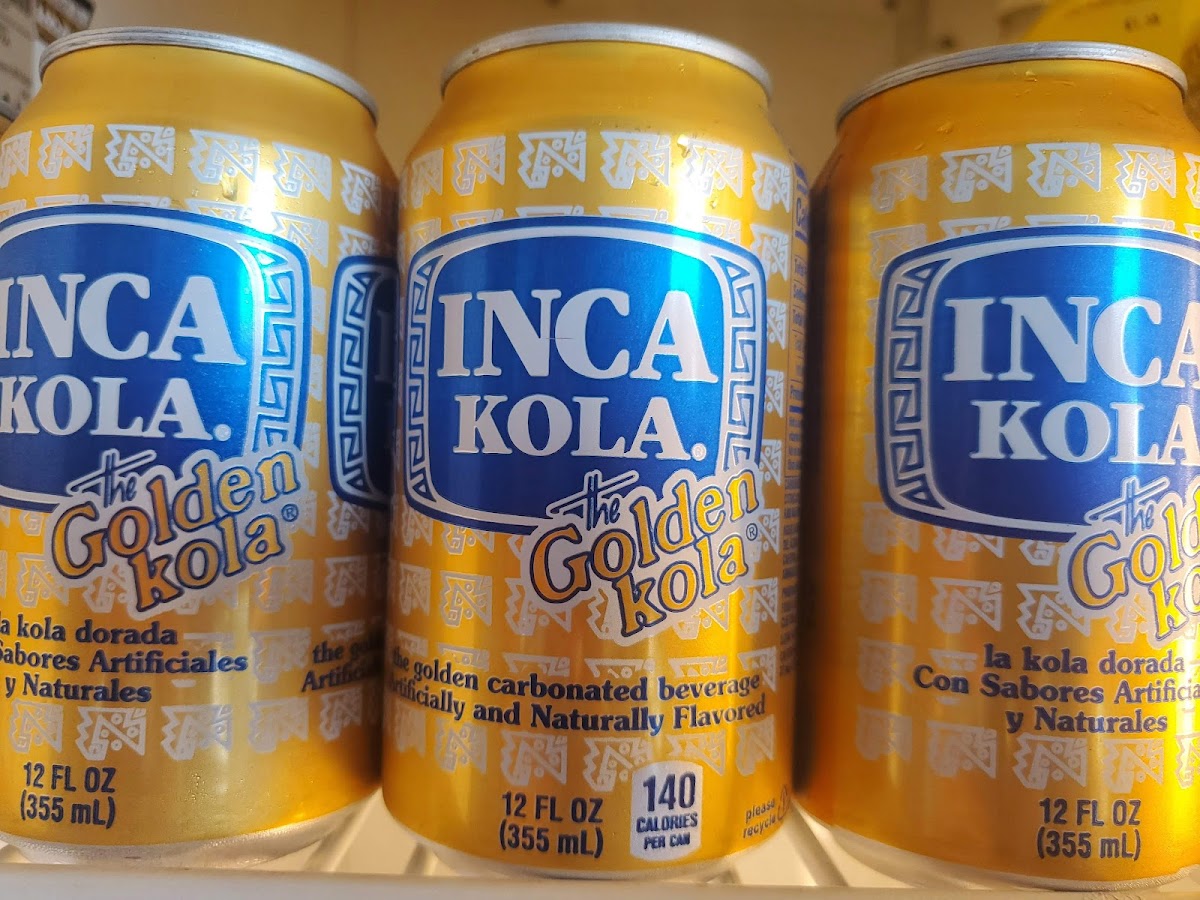 INCA
KOLA.
the
Golden
kola®
la kola dorada
Sabores Artificiales
y Naturales
12 FL OZ
(355 mL)
INCA
KOLA®
the
Golden
kola®
the golden carbonated beverage
Artificially and Naturally Flavored
12 FL OZ
(355 mL)
140
CALORIES
PER CAN
please
recycle
INCA
KOLA
the
la kola dorada
Con Sabores
y Naturales
12 FL OZ
(355 mL)